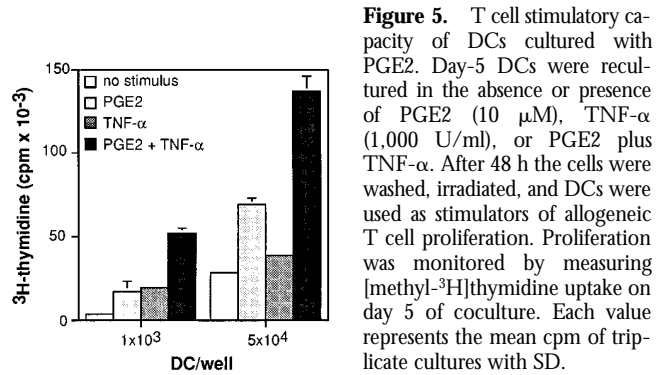 150
100
50
0
³H-thymidine (cpm x 10⁻³)
no stimulus
PGE2
TNF-α
PGE2 + TNF-α
1x10³
5x10⁴
DC/well
Figure 5. T cell stimulatory ca-
pacity of DCs cultured with
PGE2. Day-5 DCs were recul-
tured in the absence or presence
of PGE2 (10 μM), TNF-α
(1,000 U/ml), or PGE2 plus
TNF-α. After 48 h the cells were
washed, irradiated, and DCs were
used as stimulators of allogeneic
T cell proliferation. Proliferation
was monitored by measuring
[methyl-³H]thymidine uptake on
day 5 of coculture. Each value
represents the mean cpm of trip-
licate cultures with SD.